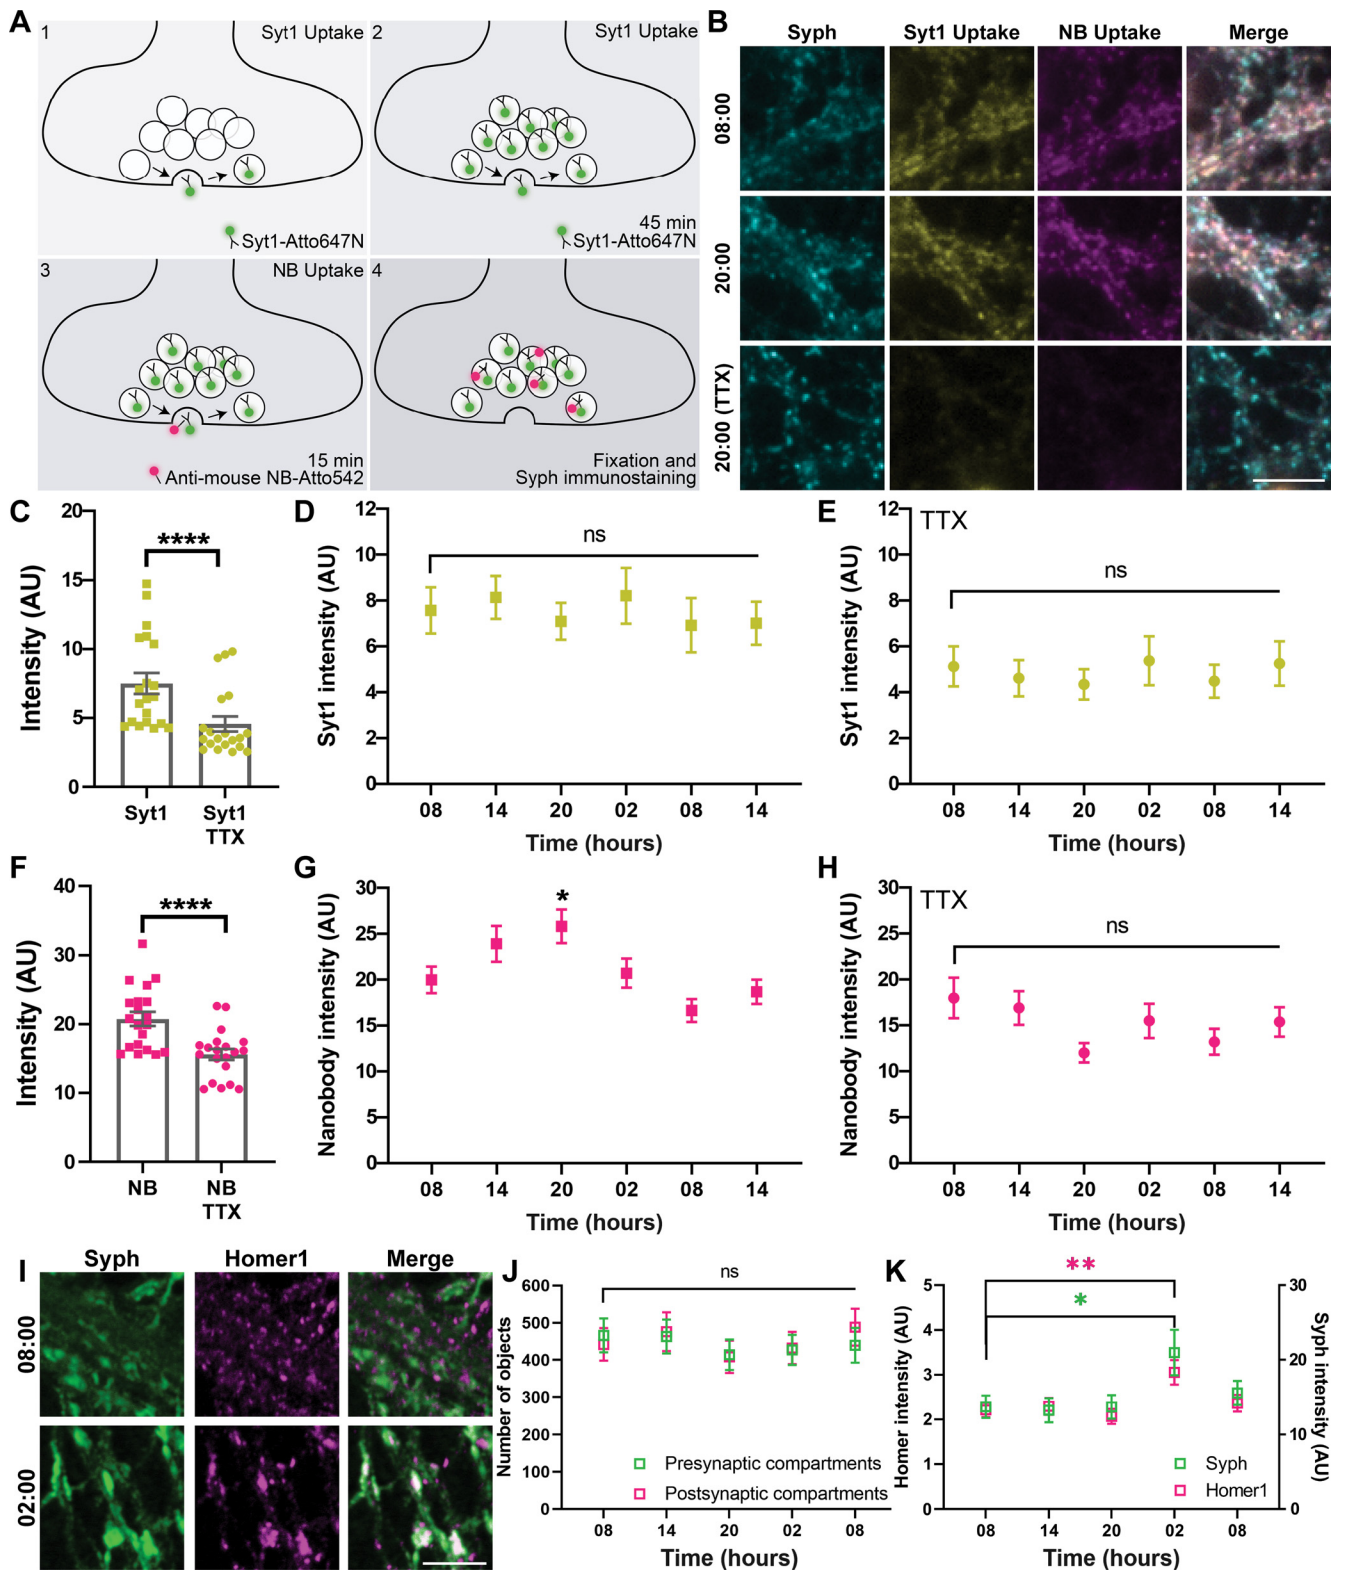 A
1
Syt1 Uptake
Syt1-Atto647N
2
Syt1 Uptake
45 min
Syt1-Atto647N
3
NB Uptake
15 min
Anti-mouse NB-Atto542
4
Fixation and
Syph immunostaining
B
Syph
Syt1 Uptake
NB Uptake
Merge
08:00
20:00
20:00 (TTX)
C
Intensity (AU)
20
15
10
5
0
****
Syt1
Syt1
TTX
D
Syt1 intensity (AU)
12
10
8
6
4
2
0
ns
08
14
20
02
08
14
Time (hours)
E
TTX
Syt1 intensity (AU)
12
10
8
6
4
2
0
ns
08
14
20
02
08
14
Time (hours)
F
Intensity (AU)
40
30
20
10
0
****
NB
NB
TTX
G
Nanobody intensity (AU)
30
25
20
15
10
5
0
*
08
14
20
02
08
14
Time (hours)
H
TTX
Nanobody intensity (AU)
30
25
20
15
10
5
0
ns
08
14
20
02
08
14
Time (hours)
I
Syph
Homer1
Merge
08:00
02:00
J
Number of objects
600
500
400
300
200
100
0
ns
Presynaptic compartments
Postsynaptic compartments
08
14
20
02
08
Time (hours)
K
Homer intensity (AU)
5
4
3
2
1
0
**
*
Syph
Homer1
30
20
10
0
Syph intensity (AU)
08
14
20
02
08
Time (hours)